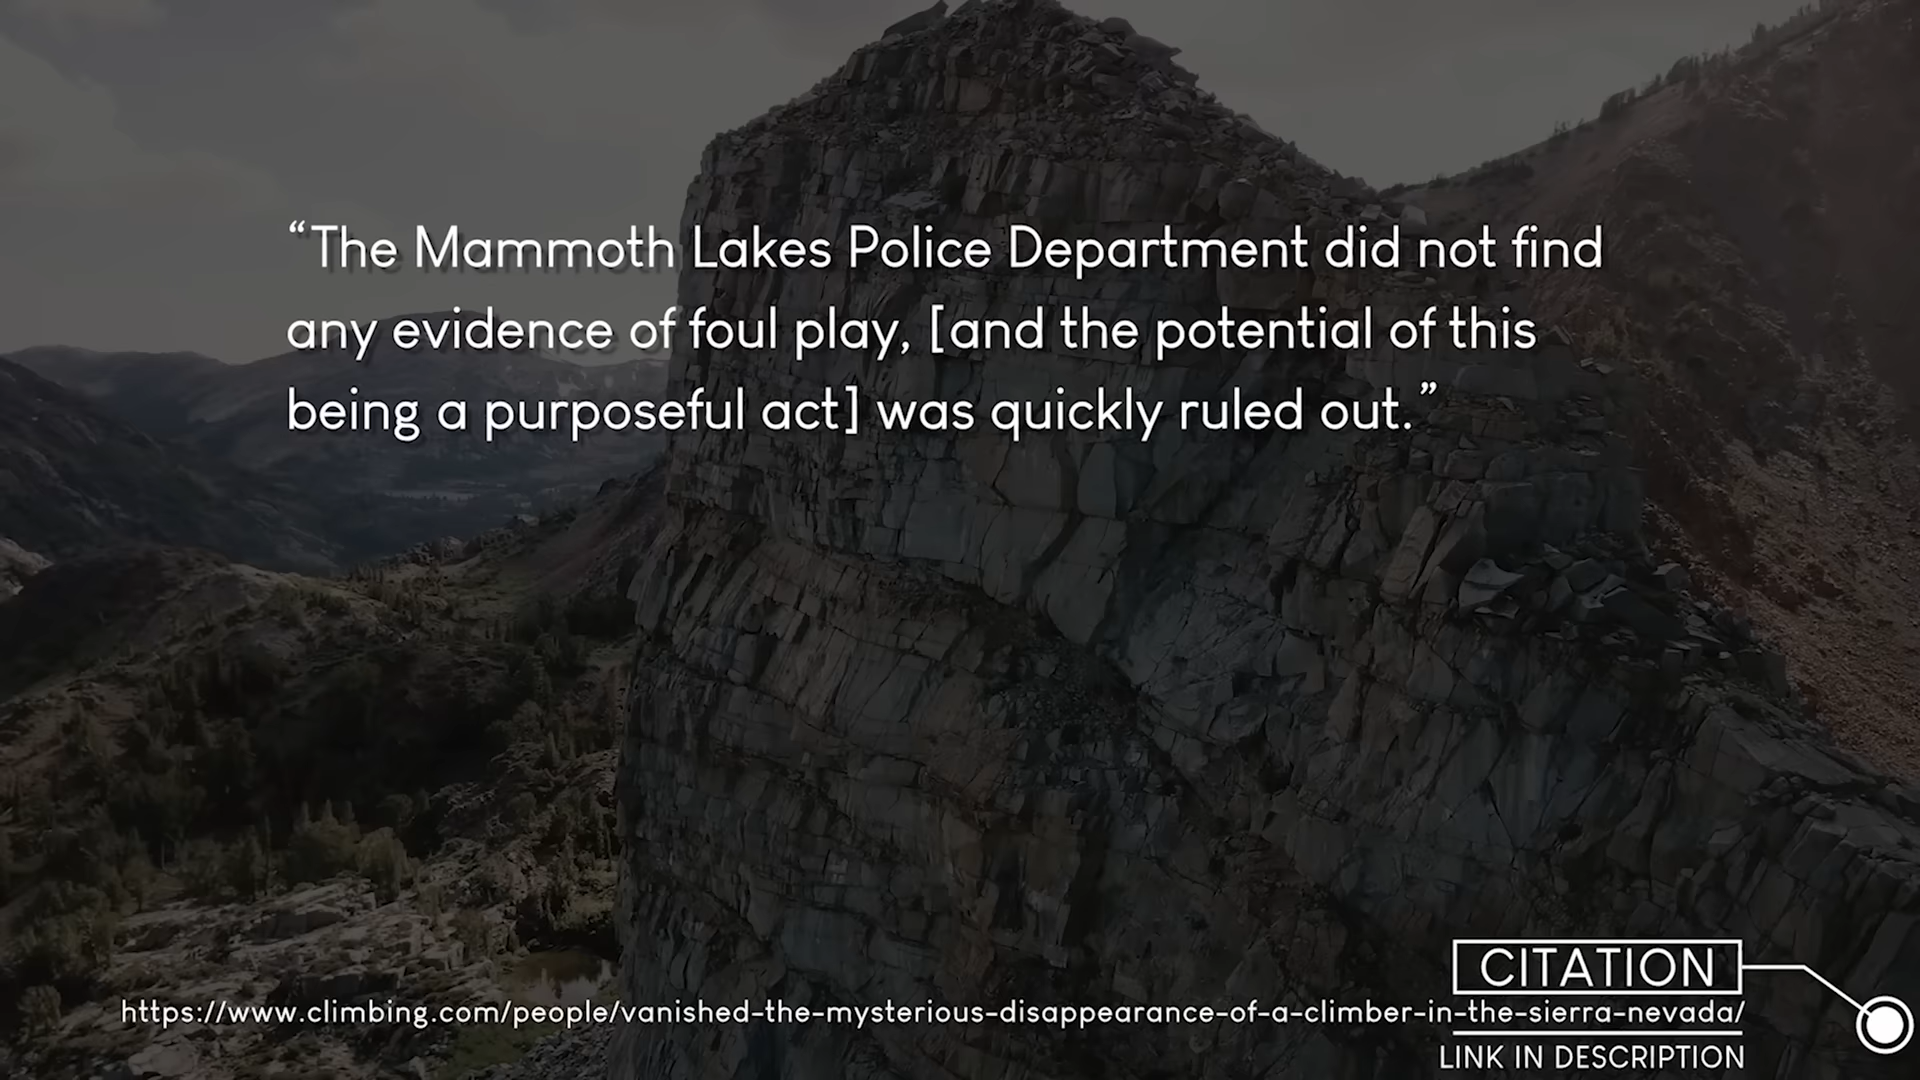 “The Mammoth Lakes Police Department did not find
any evidence of foul play, [and the potential of this
being a purposeful act] was quickly ruled out.”
CITATION
https://www.climbing.com/people/vanished-the-mysterious-disappearance-of-a-climber-in-the-sierra-nevada/
LINK IN DESCRIPTION